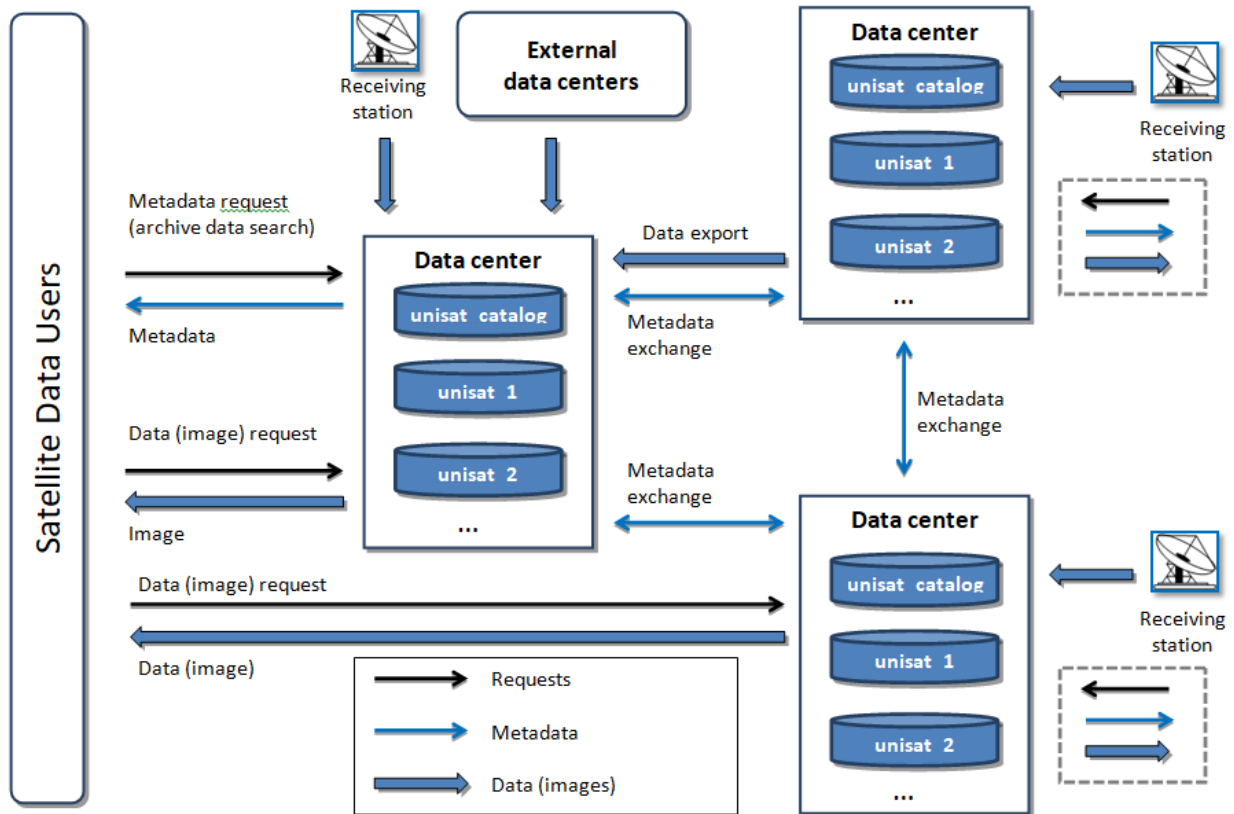 Satellite Data Users
Receiving
station
External
data centers
Metadata request
(archive data search)
Metadata
Data (image) request
Image
Data (image) request
Data (image)
Data center
unisat catalog
unisat 1
unisat 2
...
Data export
Metadada
exchange
Metadata
exchange
Data center
unisat catalog
unisat 1
unisat 2
...
Receiving
station
Metadata
exchange
Data center
unisat catalog
unisat 1
unisat 2
...
Receiving
station
Requests
Metadata
Data (images)